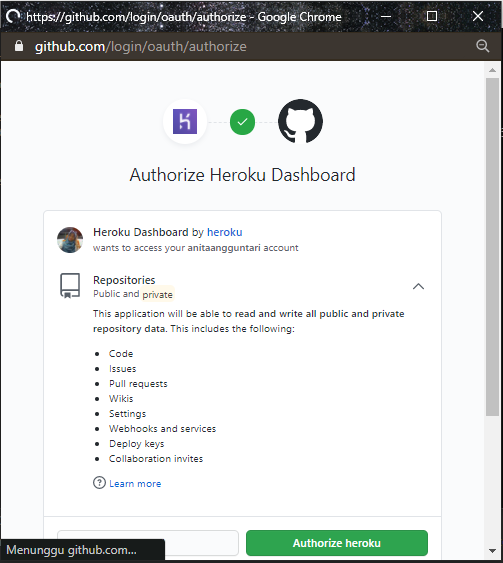 https://github.com/login/oauth/authorize - Google Chrome
github.com/login/oauth/authorize
Authorize Heroku Dashboard
Heroku Dashboard by heroku
wants to access your anitaangguntari account
Repositories
Public and private
This application will be able to read and write all public and private
repository data. This includes the following:
Code
Issues
Pull requests
Wikis
Settings
Webhooks and services
Deploy keys
Collaboration invites
Learn more
Authorize heroku
Menunggu github.com...